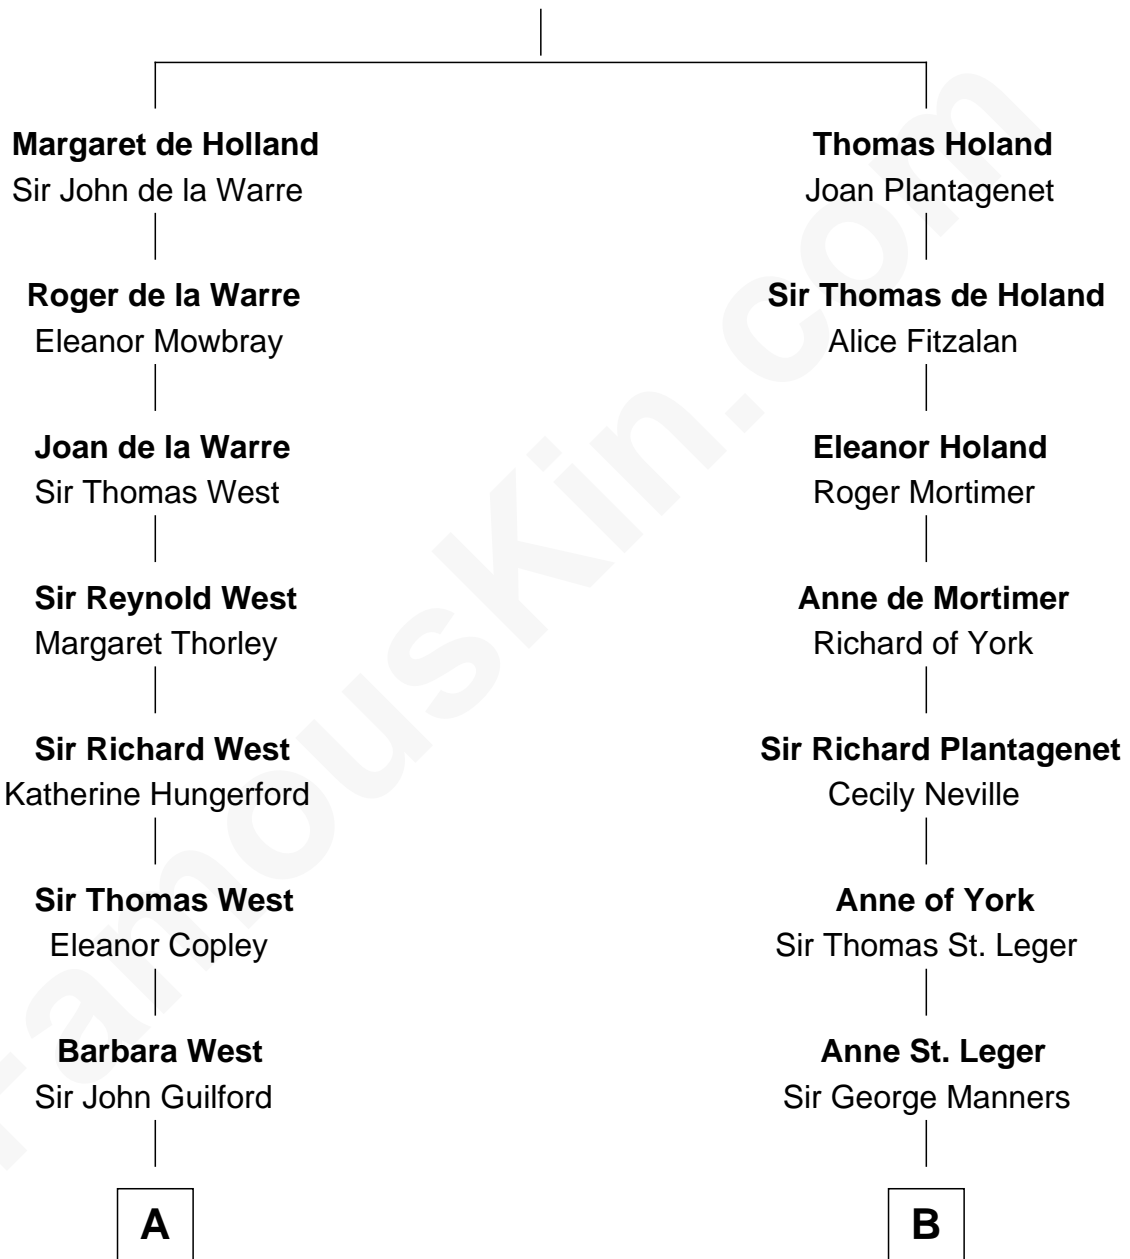 Margaret de Holland
Sir John de la Warre
Roger de la Warre
Eleanor Mowbray
Joan de la Warre
Sir Thomas West
Sir Reynold West
Margaret Thorley
Sir Richard West
Katherine Hungerford
Sir Thomas West
Eleanor Copley
Barbara West
Sir John Guilford
A
Thomas Holand
Joan Plantagenet
Sir Thomas de Holand
Alice Fitzalan
Eleanor Holand
Roger Mortimer
Anne de Mortimer
Richard of York
Sir Richard Plantagenet
Cecily Neville
Anne of York
Sir Thomas St. Leger
Anne St. Leger
Sir George Manners
B
FamousKin.com